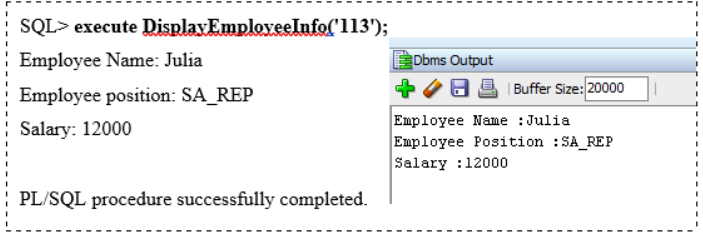 SQL> execute DisplayEmployeeInfo('113');
Employee Name: Julia
Employee position: SA_REP
Salary: 12000
PL/SQL procedure successfully completed.
Dbms Output
Buffer Size: 20000
Employee Name :Julia
Employee Position :SA_REP
Salary :12000